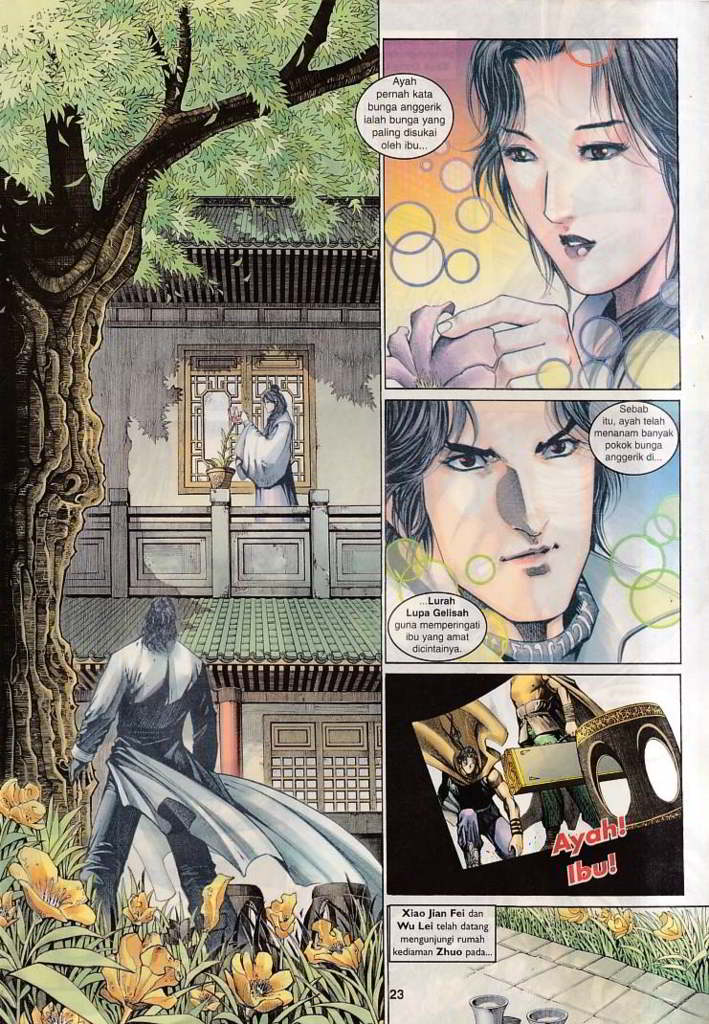 Ayah
pernah kata
bunga anggerik
ialah bunga yang
paling disukai
oleh ibu...
Sebab
itu, ayah telah
menanam banyak
pokok bunga
anggerik di...
...Lurah
Lupa Gelisah
guna memperingati
ibu yang amat
dicintainya.
Ayah!
Ibu!
Xiao Jian Fei dan
Wu Lei telah datang
mengunjungi rumah
kediaman Zhuo pada...
23